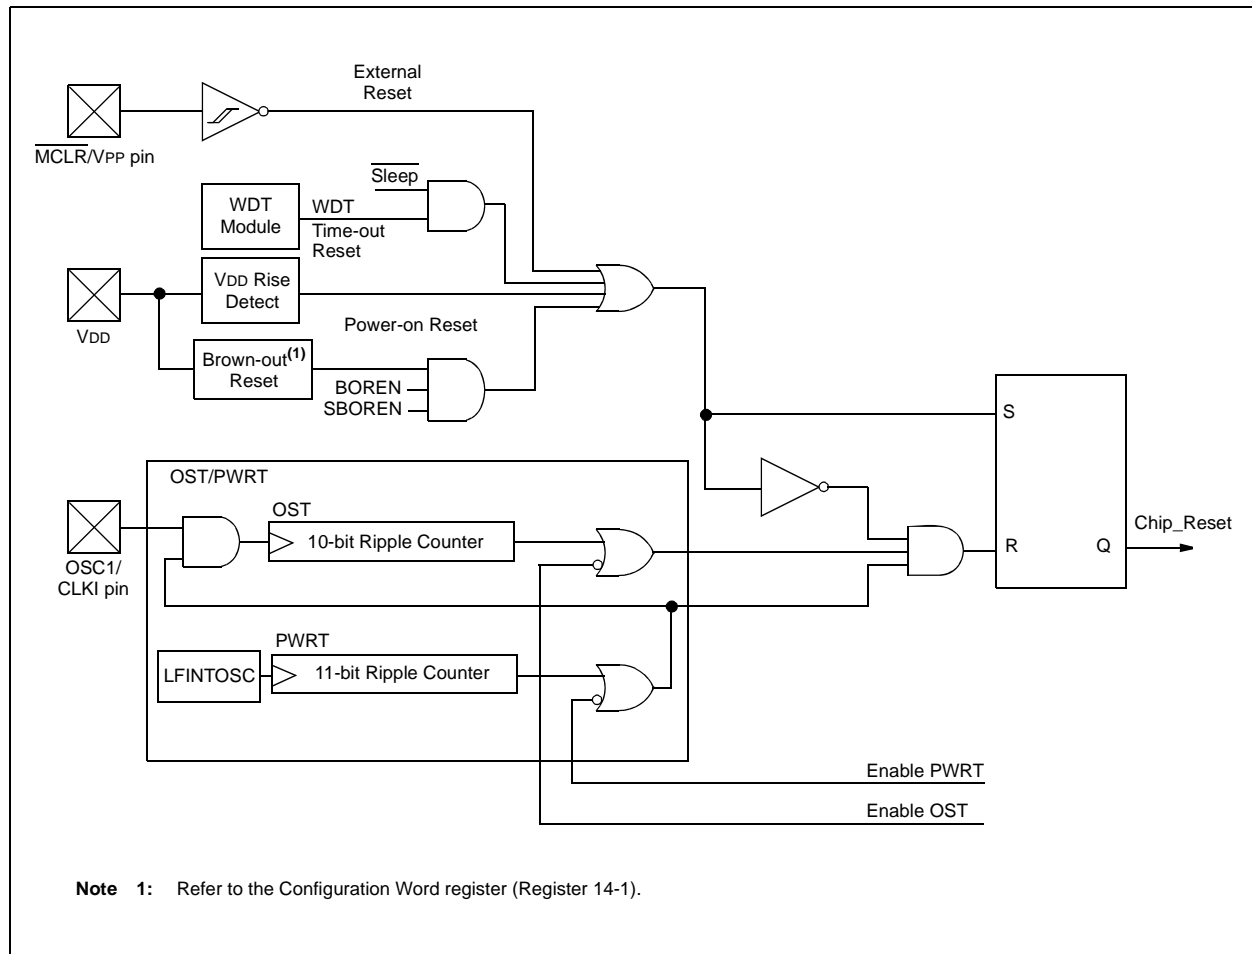 External
Reset
MCLR/VPP pin
Sleep
WDT
Module
WDT
Time-out
Reset
VDD Rise
Detect
VDD
Power-on Reset
Brown-out(1)
Reset
BOREN
SBOREN
S
OST/PWRT
OST
10-bit Ripple Counter
OSC1/
CLKI pin
R
Q
Chip_Reset
PWRT
LFINTOSC
11-bit Ripple Counter
Enable PWRT
Enable OST
Note 1: Refer to the Configuration Word register (Register 14-1).